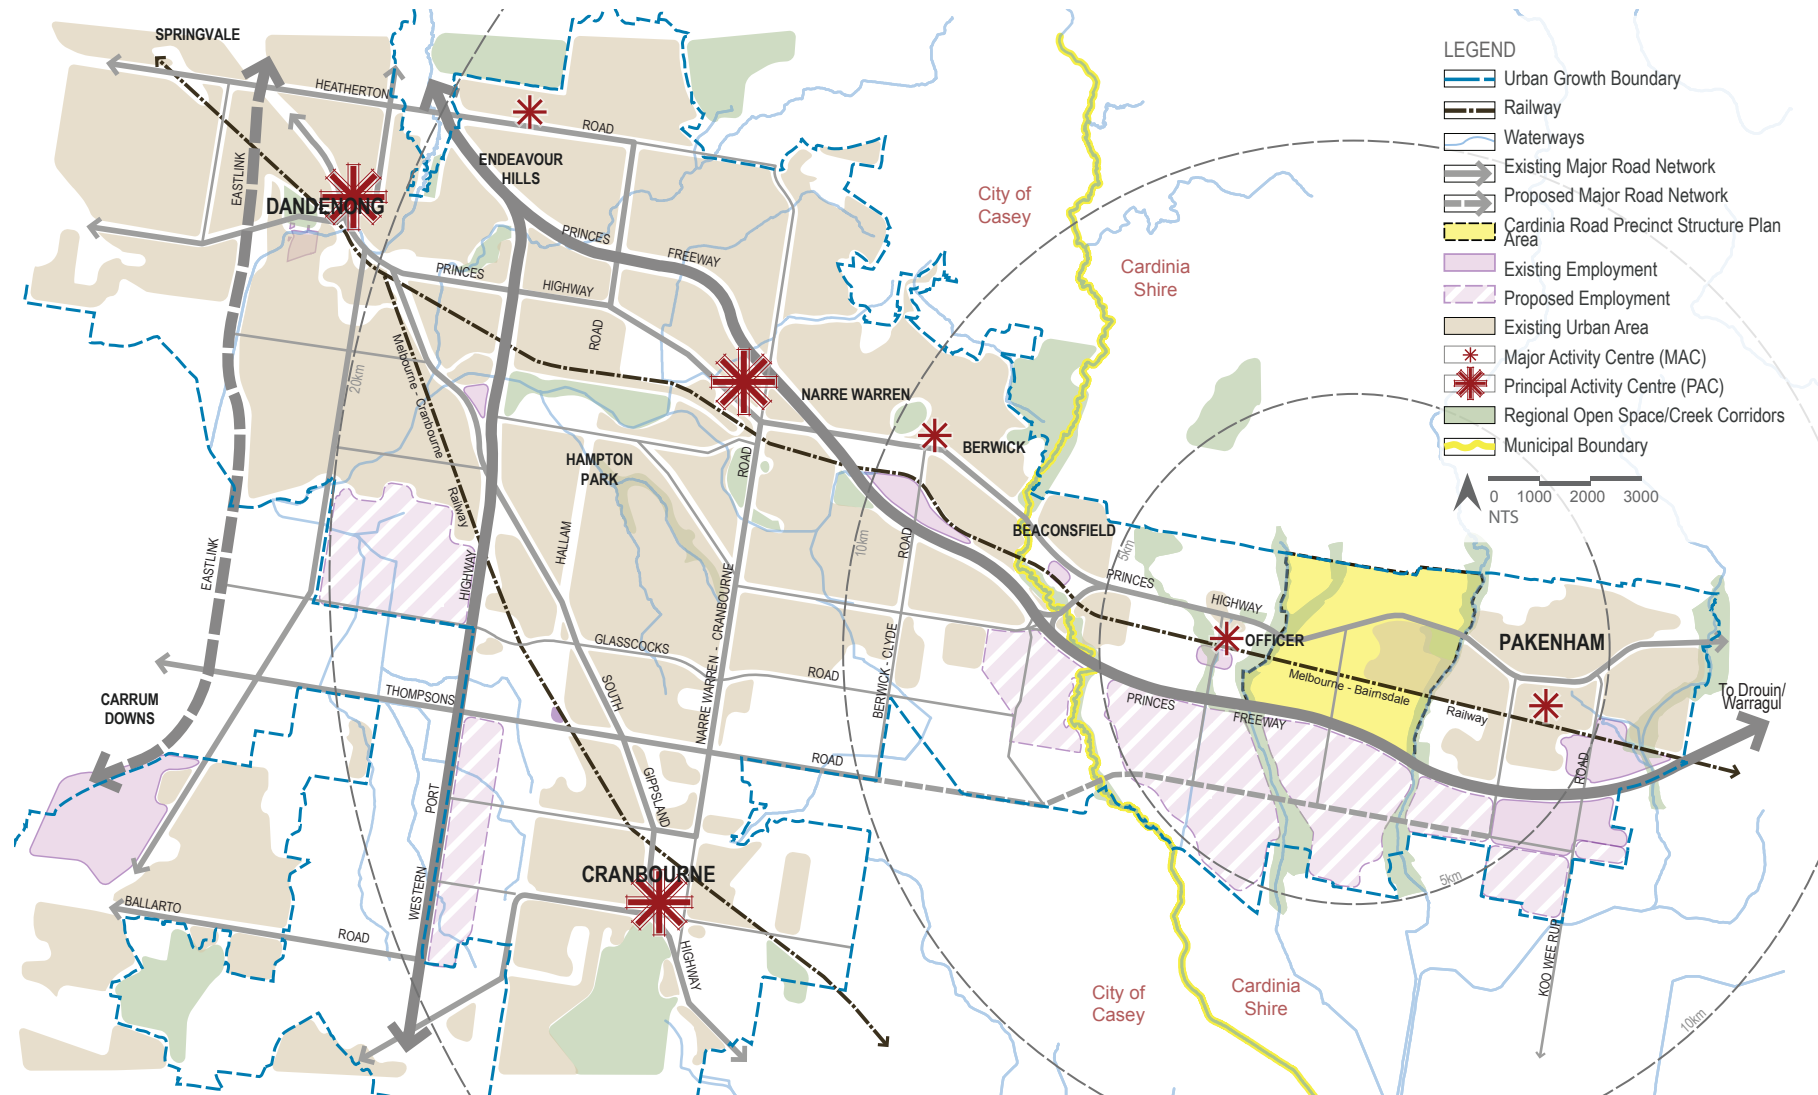 SPRINGVALE
HEATHERTON
ROAD
EASTLINK
ENDEAVOUR
HILLS
DANDENONG
PRINCES
FREEWAY
PRINCES
HIGHWAY
ROAD
20km
Melbourne - Cranbourne
Railway
City of
Casey
Cardinia
Shire
NARRE WARREN
BERWICK
HAMPTON
PARK
ROAD
HALLAM
BEACONSFIELD
10km
ROAD
5km
PRINCES
HIGHWAY
OFFICER
PAKENHAM
EASTLINK
HIGHWAY
GLASSCOCKS
ROAD
NARRE WARREN - CRANBOURNE
BERWICK - CLYDE
Melbourne - Bairnsdale
Railway
PRINCES
FREEWAY
To Drouin/
Warragul
CARRUM
DOWNS
THOMPSONS
SOUTH
ROAD
GIPPSLAND
PORT
ROAD
CRANBOURNE
WESTERN
5km
BALLARTO
ROAD
HIGHWAY
KOO WEE RUP
City of
Casey
Cardinia
Shire
10km
LEGEND
Urban Growth Boundary
Railway
Waterways
Existing Major Road Network
Proposed Major Road Network
Cardinia Road Precinct Structure Plan
Area
Existing Employment
Proposed Employment
Existing Urban Area
Major Activity Centre (MAC)
Principal Activity Centre (PAC)
Regional Open Space/Creek Corridors
Municipal Boundary
0 1000 2000 3000
NTS